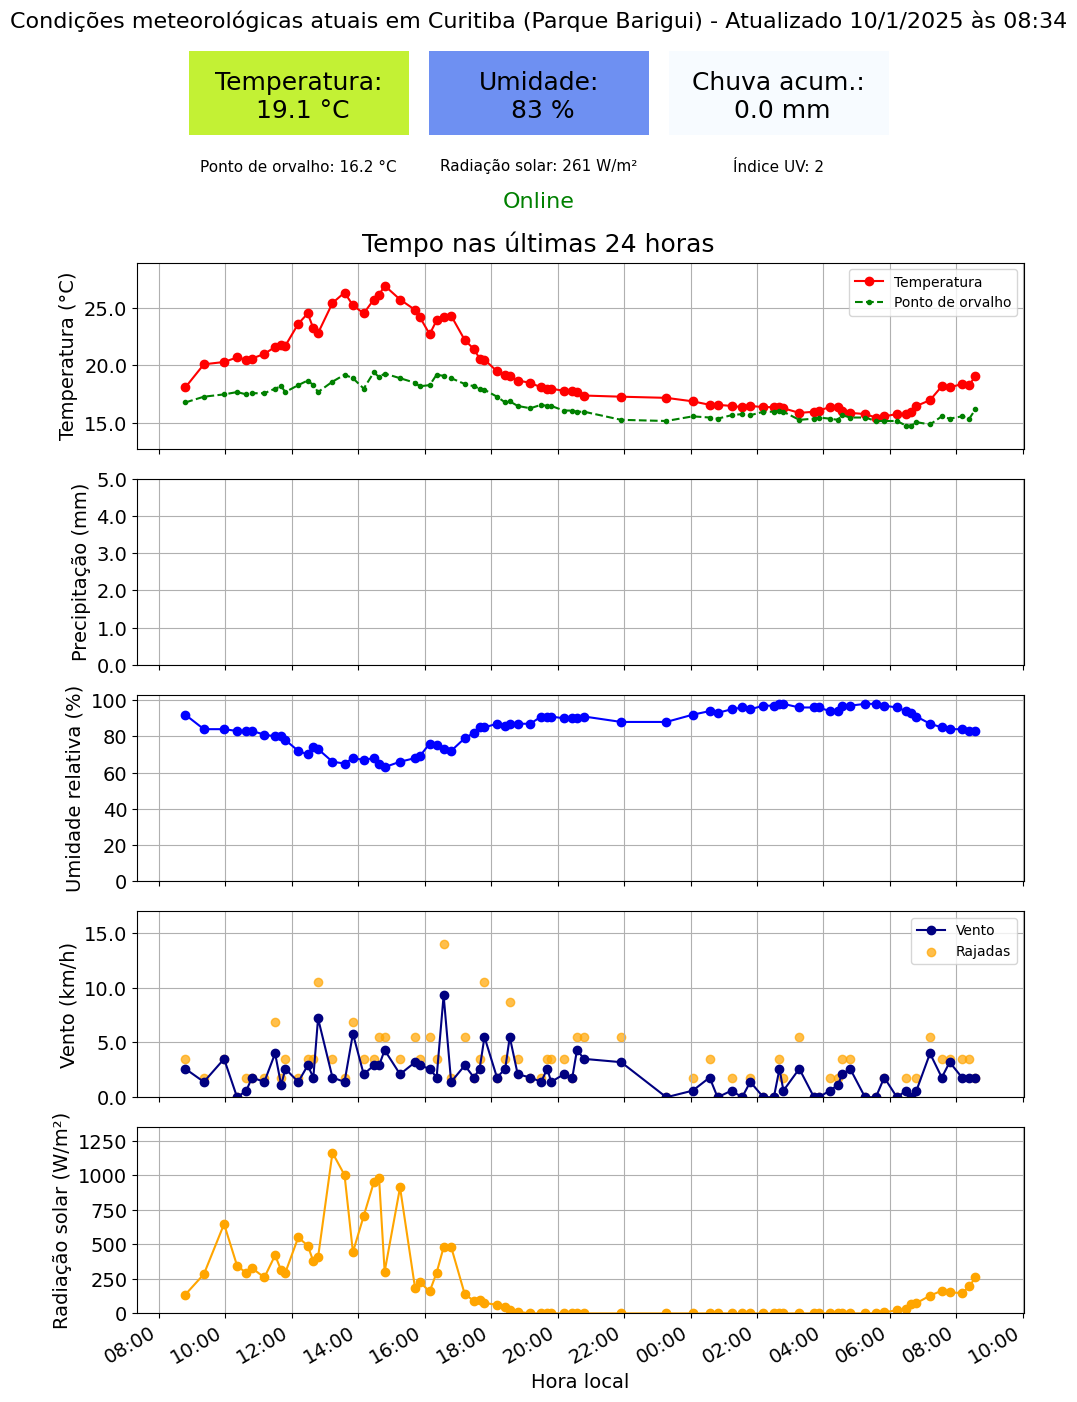 Condições meteorológicas atuais em Curitiba (Parque Barigui) - Atualizado 10/1/2025 às 08:34
Temperatura:
19.1 °C
Umidade:
83 %
Chuva acum.:
0.0 mm
Ponto de orvalho: 16.2 °C
Radiação solar: 261 W/m²
Índice UV: 2
Online
Tempo nas últimas 24 horas
Temperatura (°C)
25.0
20.0
15.0
Temperatura
Ponto de orvalho
Precipitação (mm)
5.0
4.0
3.0
2.0
1.0
0.0
Umidade relativa (%)
100
80
60
40
20
0
Vento (km/h)
15.0
10.0
5.0
0.0
Vento
Rajadas
Radiação solar (W/m²)
1250
1000
750
500
250
0
08:00
10:00
12:00
14:00
16:00
18:00
20:00
22:00
00:00
02:00
04:00
06:00
08:00
10:00
Hora local